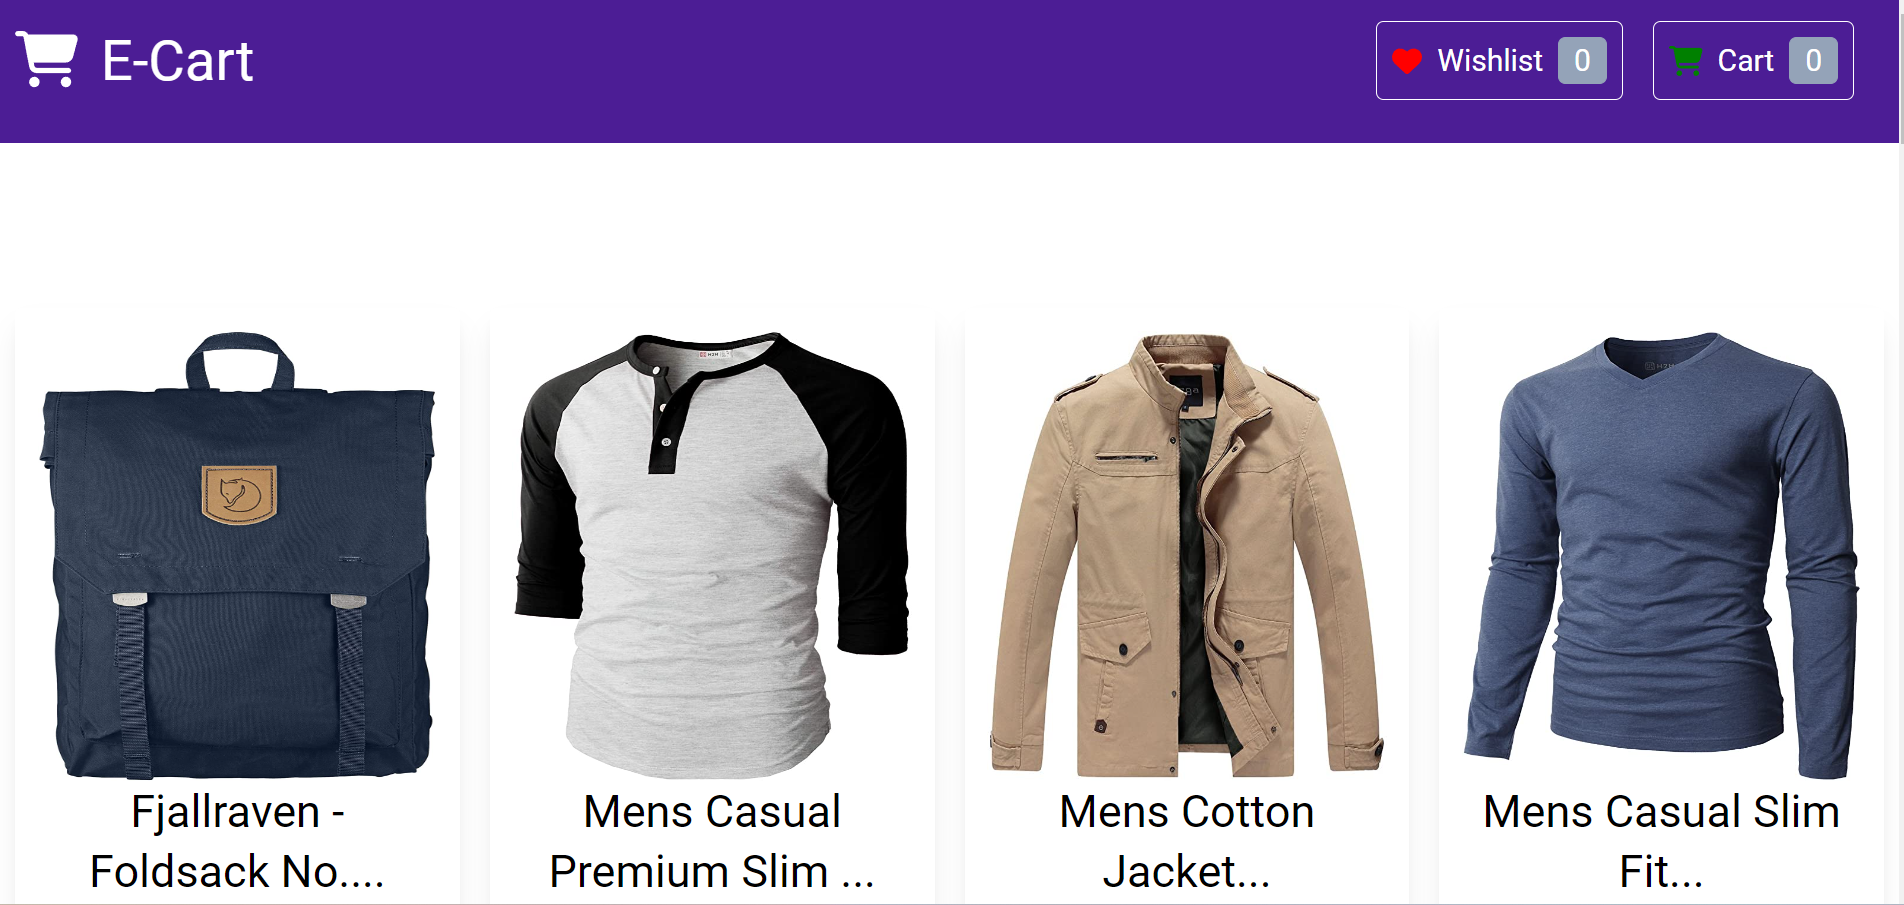 E-Cart
Wishlist 0
Cart 0
Fjallraven -
Foldsack No....
Mens Casual
Premium Slim ...
Mens Cotton
Jacket...
Mens Casual Slim
Fit...